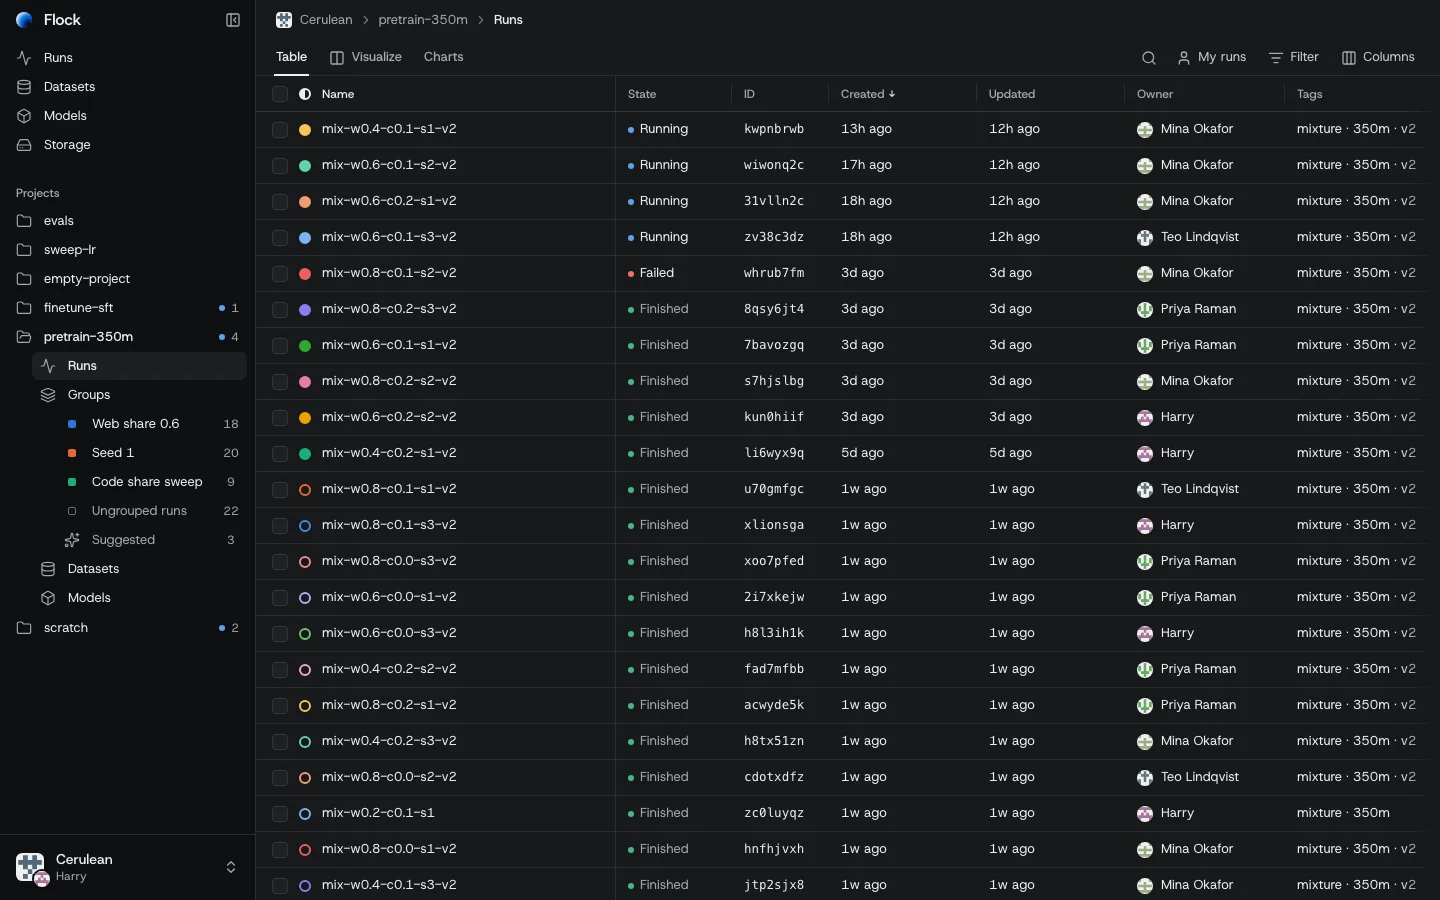 Flock
Runs
Datasets
Models
Storage
Projects
evals
sweep-lr
empty-project
finetune-sft 1
pretrain-350m 4
Runs
Groups
Web share 0.6 18
Seed 1 20
Code share sweep 9
Ungrouped runs 22
Suggested 3
Datasets
Models
scratch 2
Cerulean
Harry
Cerulean > pretrain-350m > Runs
Table Visualize Charts My runs Filter Columns
Name State ID Created ↓ Updated Owner Tags
mix-w0.4-c0.1-s1-v2 Running kwpnbrwb 13h ago 12h ago Mina Okafor mixture · 350m · v2
mix-w0.6-c0.1-s2-v2 Running wiwonq2c 17h ago 12h ago Mina Okafor mixture · 350m · v2
mix-w0.6-c0.2-s1-v2 Running 31vlln2c 18h ago 12h ago Mina Okafor mixture · 350m · v2
mix-w0.6-c0.1-s3-v2 Running zv38c3dz 18h ago 12h ago Teo Lindqvist mixture · 350m · v2
mix-w0.8-c0.1-s2-v2 Failed whrub7fm 3d ago 3d ago Mina Okafor mixture · 350m · v2
mix-w0.8-c0.2-s3-v2 Finished 8qsy6jt4 3d ago 3d ago Priya Raman mixture · 350m · v2
mix-w0.6-c0.1-s1-v2 Finished 7bavozgq 3d ago 3d ago Priya Raman mixture · 350m · v2
mix-w0.8-c0.2-s2-v2 Finished s7hjslbg 3d ago 3d ago Mina Okafor mixture · 350m · v2
mix-w0.6-c0.2-s2-v2 Finished kun0hiif 3d ago 3d ago Harry mixture · 350m · v2
mix-w0.4-c0.2-s1-v2 Finished li6wyx9q 5d ago 5d ago Harry mixture · 350m · v2
mix-w0.8-c0.1-s1-v2 Finished u70gmfgc 1w ago 1w ago Teo Lindqvist mixture · 350m · v2
mix-w0.8-c0.1-s3-v2 Finished xlionsga 1w ago 1w ago Harry mixture · 350m · v2
mix-w0.8-c0.0-s3-v2 Finished xoo7pfed 1w ago 1w ago Priya Raman mixture · 350m · v2
mix-w0.6-c0.0-s1-v2 Finished 2i7xkejw 1w ago 1w ago Priya Raman mixture · 350m · v2
mix-w0.6-c0.0-s3-v2 Finished h8l3ih1k 1w ago 1w ago Harry mixture · 350m · v2
mix-w0.4-c0.2-s2-v2 Finished fad7mfbb 1w ago 1w ago Priya Raman mixture · 350m · v2
mix-w0.8-c0.2-s1-v2 Finished acwyde5k 1w ago 1w ago Priya Raman mixture · 350m · v2
mix-w0.4-c0.2-s3-v2 Finished h8tx51zn 1w ago 1w ago Mina Okafor mixture · 350m · v2
mix-w0.8-c0.0-s2-v2 Finished cdotxdfz 1w ago 1w ago Teo Lindqvist mixture · 350m · v2
mix-w0.2-c0.1-s1 Finished zc0luyqz 1w ago 1w ago Harry mixture · 350m
mix-w0.8-c0.0-s1-v2 Finished hnfhjvxh 1w ago 1w ago Mina Okafor mixture · 350m · v2
mix-w0.4-c0.1-s3-v2 Finished jtp2sjx8 1w ago 1w ago Mina Okafor mixture · 350m · v2